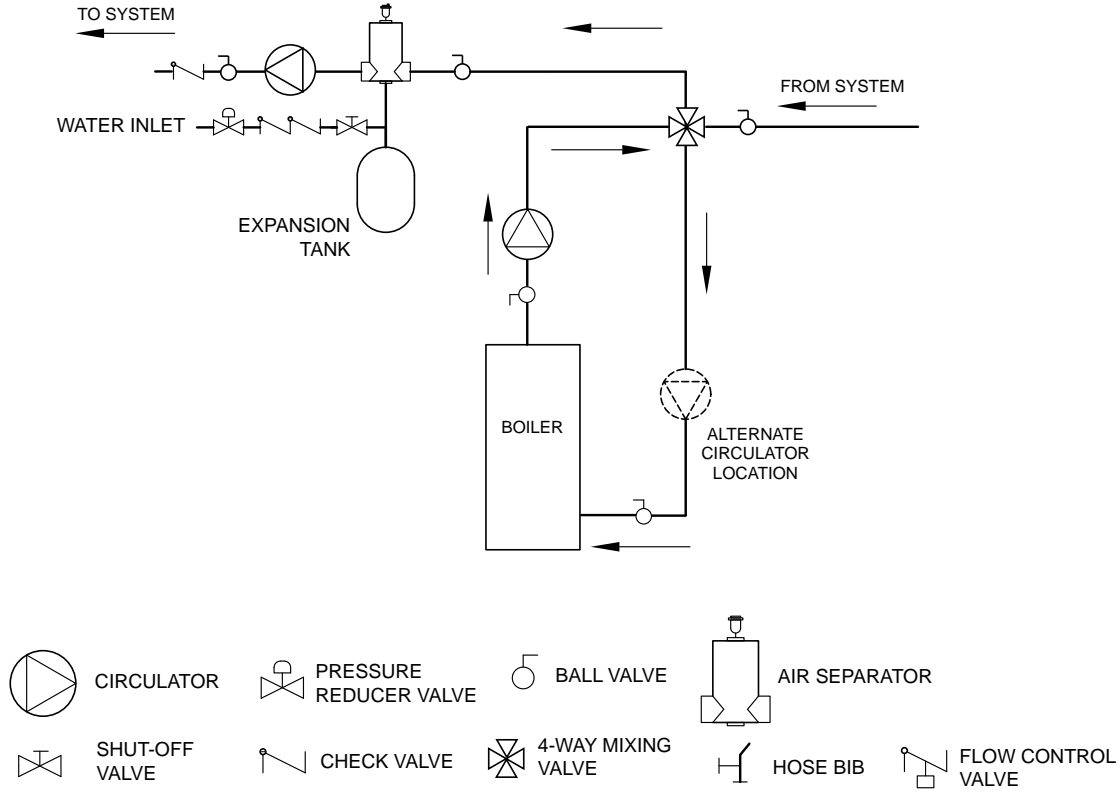 TO SYSTEM
FROM SYSTEM
WATER INLET
EXPANSION
TANK
BOILER
ALTERNATE
CIRCULATOR
LOCATION
CIRCULATOR
PRESSURE
REDUCER VALVE
BALL VALVE
AIR SEPARATOR
SHUT-OFF
VALVE
CHECK VALVE
4-WAY MIXING
VALVE
HOSE BIB
FLOW CONTROL
VALVE